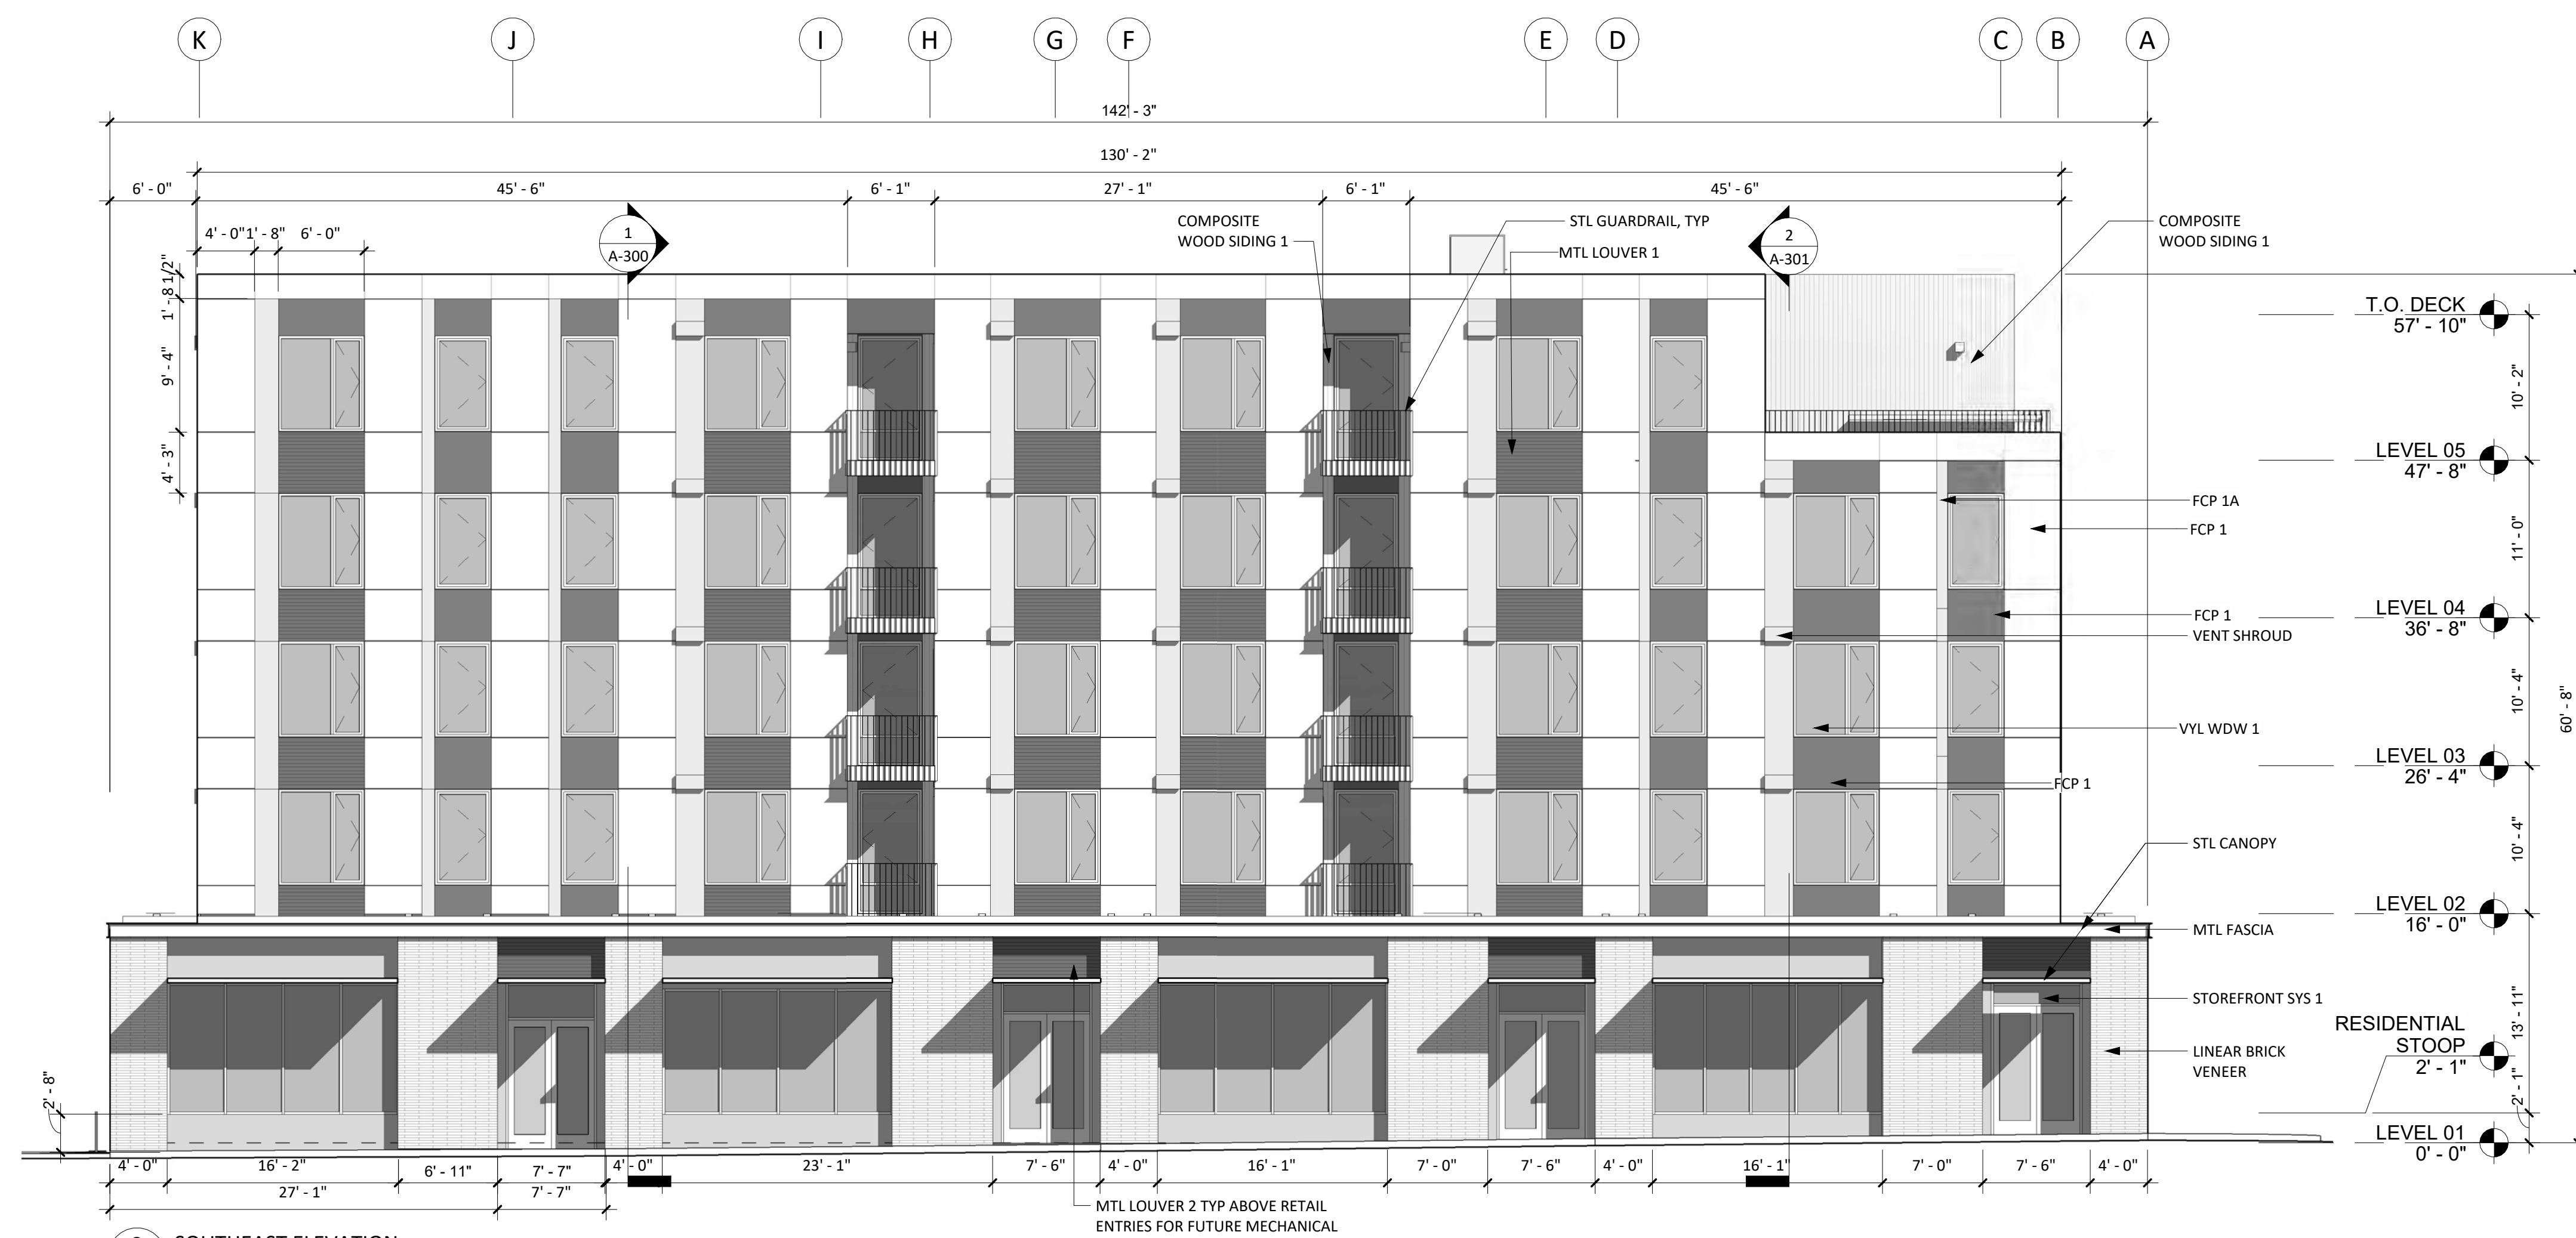 K J I H G F E D C B A
142' - 3"
130' - 2"
6' - 0" 45' - 6" 6' - 1" 27' - 1" 6' - 1" 45' - 6"
4' - 0" 1' - 8" 6' - 0"
1
A-300
COMPOSITE
WOOD SIDING 1
STL GUARDRAIL, TYP
MTL LOUVER 1
2
A-301
COMPOSITE
WOOD SIDING 1
1' - 8 1/2"
9' - 4"
4' - 3"
2' - 8"
T.O. DECK
57' - 10"
10' - 2"
LEVEL 05
47' - 8"
FCP 1A
FCP 1
11' - 0"
FCP 1
VENT SHROUD
LEVEL 04
36' - 8"
10' - 4"
60' - 8"
VYL WDW 1
LEVEL 03
26' - 4"
FCP 1
10' - 4"
STL CANOPY
LEVEL 02
16' - 0"
MTL FASCIA
STOREFRONT SYS 1
13' - 11"
RESIDENTIAL
STOOP
2' - 1"
LINEAR BRICK
VENEER
2' - 1"
LEVEL 01
0' - 0"
4' - 0" 16' - 2" 6' - 11" 7' - 7" 4' - 0" 23' - 1" 7' - 6" 4' - 0" 16' - 1" 7' - 0" 7' - 6" 4' - 0" 16' - 1" 7' - 0" 7' - 6" 4' - 0"
27' - 1" 7' - 7"
MTL LOUVER 2 TYP ABOVE RETAIL
ENTRIES FOR FUTURE MECHANICAL
SOUTHEAST ELEVATION